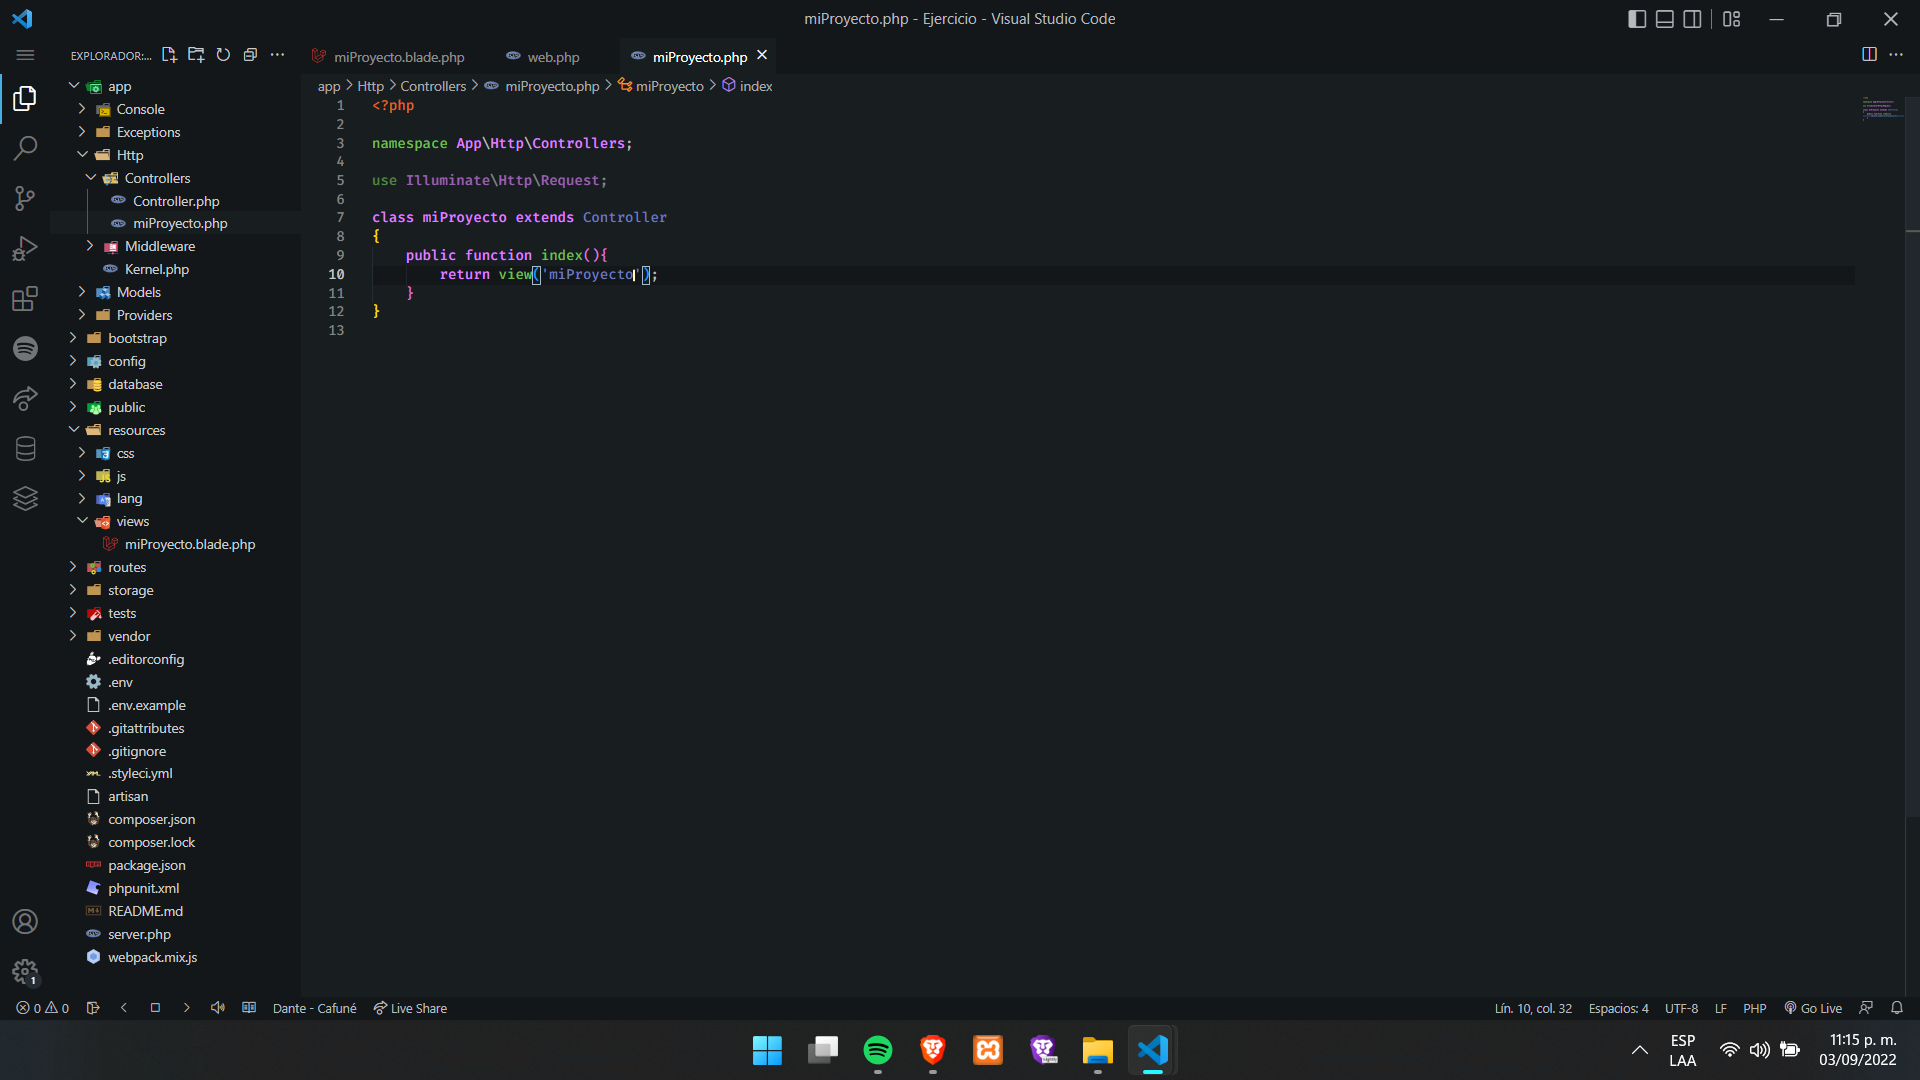 miProyecto.php - Ejercicio - Visual Studio Code
EXPLORADOR:...
miProyecto.blade.php
web.php
miProyecto.php
app > Http > Controllers > miProyecto.php > miProyecto > index
app
Console
Exceptions
Http
Controllers
Controller.php
miProyecto.php
Middleware
Kernel.php
Models
Providers
bootstrap
config
database
public
resources
css
js
lang
views
miProyecto.blade.php
routes
storage
tests
vendor
.editorconfig
.env
.env.example
.gitattributes
.gitignore
.styleci.yml
artisan
composer.json
composer.lock
package.json
phpunit.xml
README.md
server.php
webpack.mix.js
1 <?php
2
3 namespace App\Http\Controllers;
4
5 use Illuminate\Http\Request;
6
7 class miProyecto extends Controller
8 {
9 public function index(){
10 return view('miProyecto');
11 }
12 }
13
1
0 0
Dante - Cafuné
Live Share
Lín. 10, col. 32
Espacios: 4
UTF-8
LF
PHP
Go Live
ESP
LAA
11:15 p. m.
03/09/2022